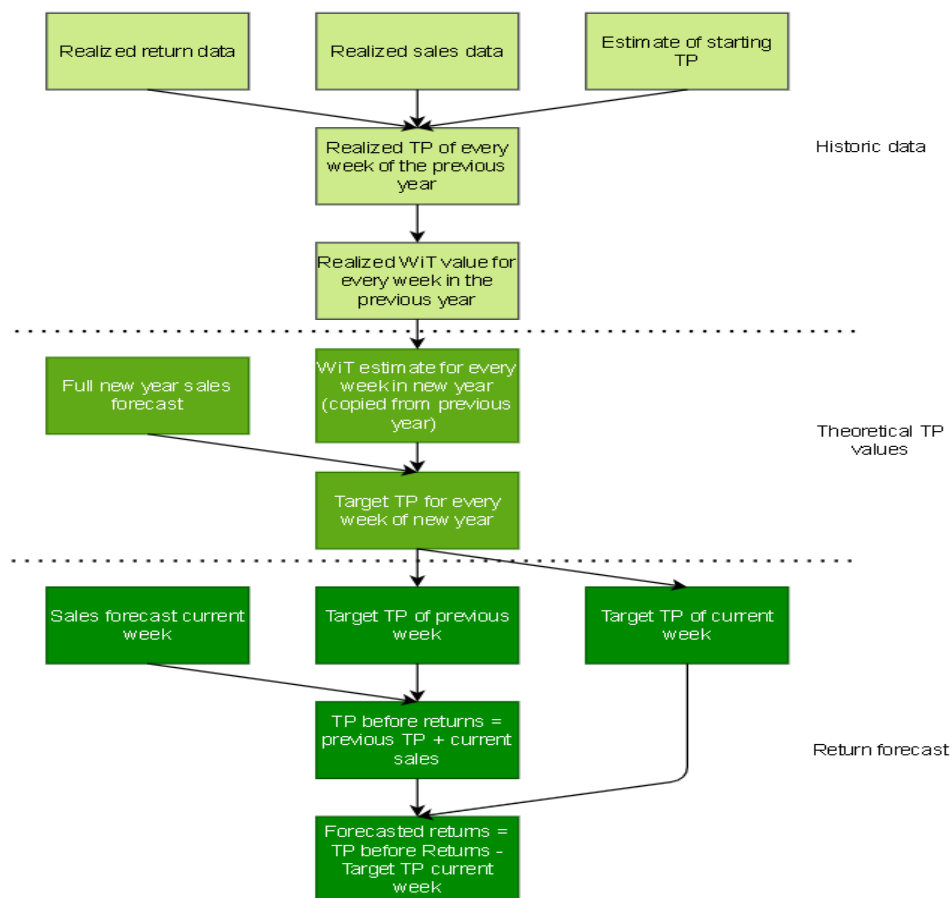 Realized return data
Realized sales data
Estimate of starting
TP
Realized TP of every
week of the previous
year
Historic data
Realized WiT value for
every week in the
previous year
Full new year sales
forecast
WiT estimate for every
week in new year
(copied from previous
year)
Theoretical TP
values
Target TP for every
week of new year
Sales forecast current
week
Target TP of previous
week
Target TP of current
week
TP before returns =
previous TP + current
sales
Return forecast
Forecasted returns =
TP before Returns -
Target TP current
week